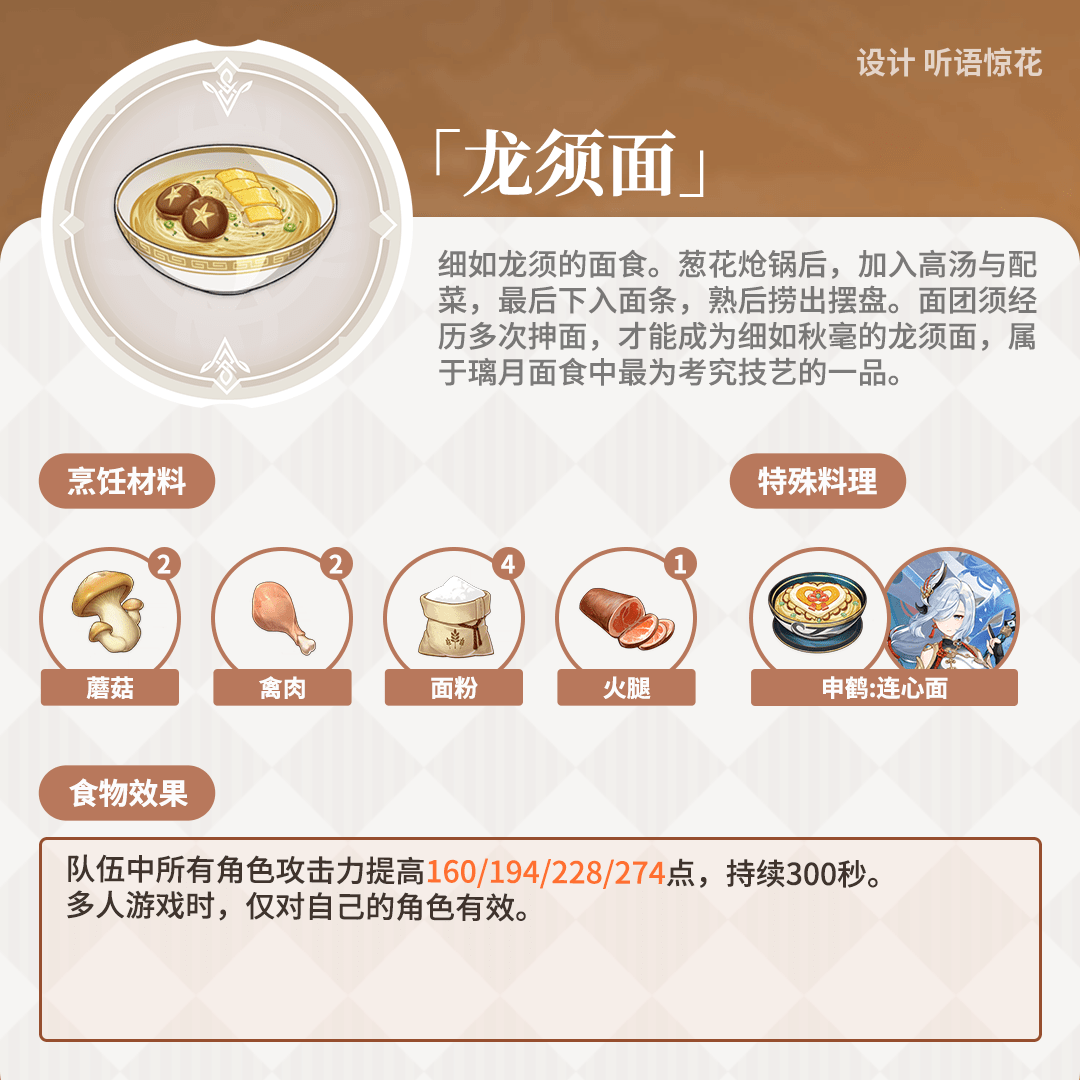 设计 听语惊花
「龙须面」
细如龙须的面食。葱花炝锅后，加入高汤与配
菜，最后下入面条，熟后捞出摆盘。面团须经
历多次抻面，才能成为细如秋毫的龙须面，属
于璃月面食中最为考究技艺的一品。
烹饪材料
特殊料理
2
2
4
1
蘑菇
禽肉
面粉
火腿
申鹤:连心面
食物效果
队伍中所有角色攻击力提高160/194/228/274点，持续300秒。
多人游戏时，仅对自己的角色有效。